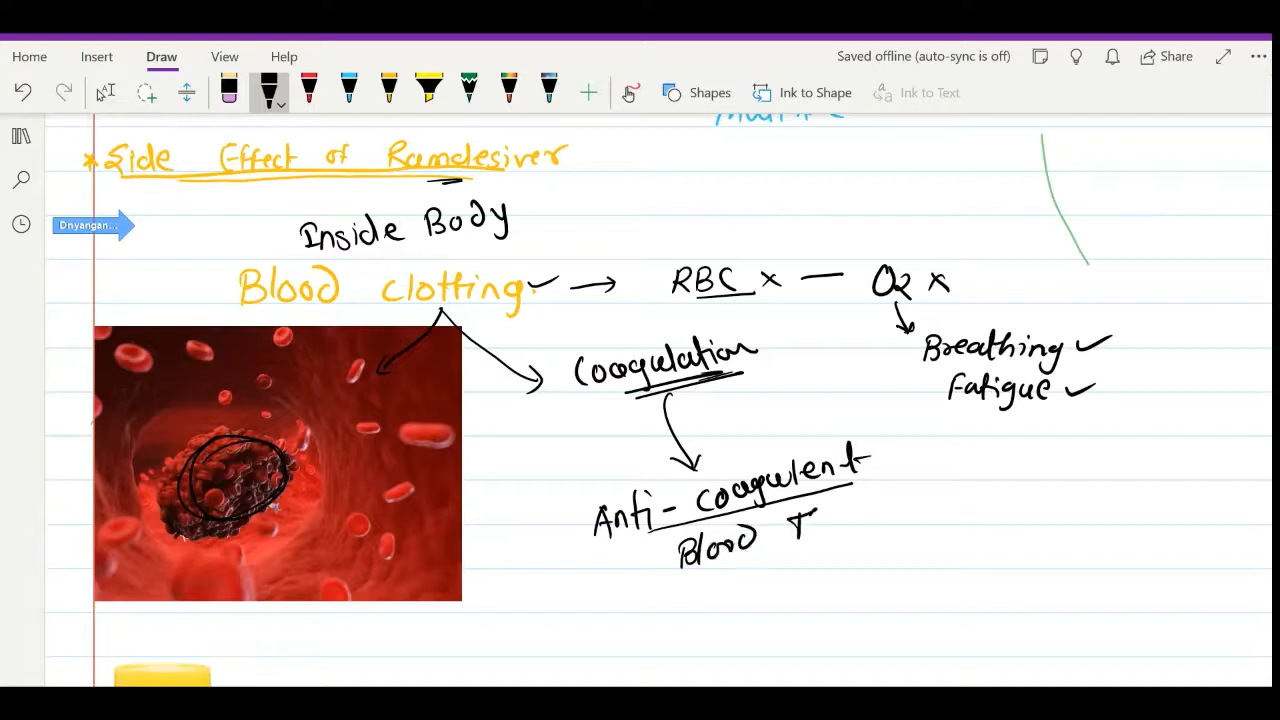 Home Insert Draw View Help
Saved offline (auto-sync is off) Share
Shapes Ink to Shape Ink to Text
Side Effect of Ramdesiver
Dnyangan...
Inside Body
Blood clotting. → RBC x — O2 x
Breathing ✓
Fatigue ✓
Coagulation
Anti-coagulent
Blood T